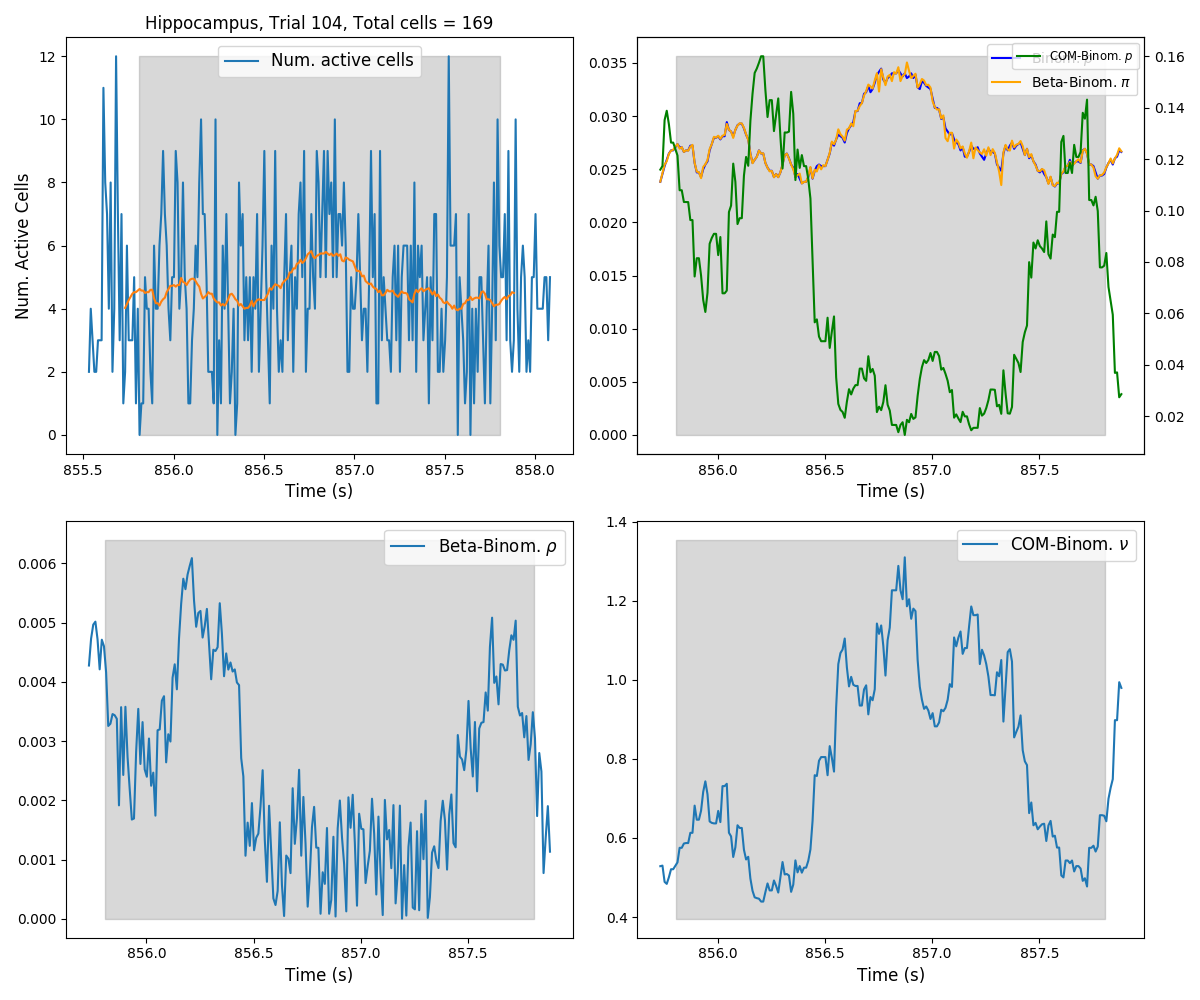 Hippocampus, Trial 104, Total cells = 169
Num. active cells
Num. Active Cells
12
10
8
6
4
2
0
855.5 856.0 856.5 857.0 857.5 858.0
Time (s)
COM-Binom. p
Beta-Binom. π
0.035
0.030
0.025
0.020
0.015
0.010
0.005
0.000
0.16
0.14
0.12
0.10
0.08
0.06
0.04
0.02
856.0 856.5 857.0 857.5
Time (s)
Beta-Binom. ρ
0.006
0.005
0.004
0.003
0.002
0.001
0.000
856.0 856.5 857.0 857.5
Time (s)
COM-Binom. ν
1.4
1.2
1.0
0.8
0.6
0.4
856.0 856.5 857.0 857.5
Time (s)